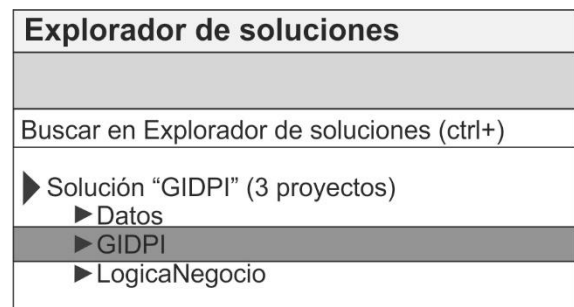 Explorador de soluciones
Buscar en Explorador de soluciones (ctrl+)
Solución “GIDPI” (3 proyectos)
Datos
GIDPI
LogicaNegocio